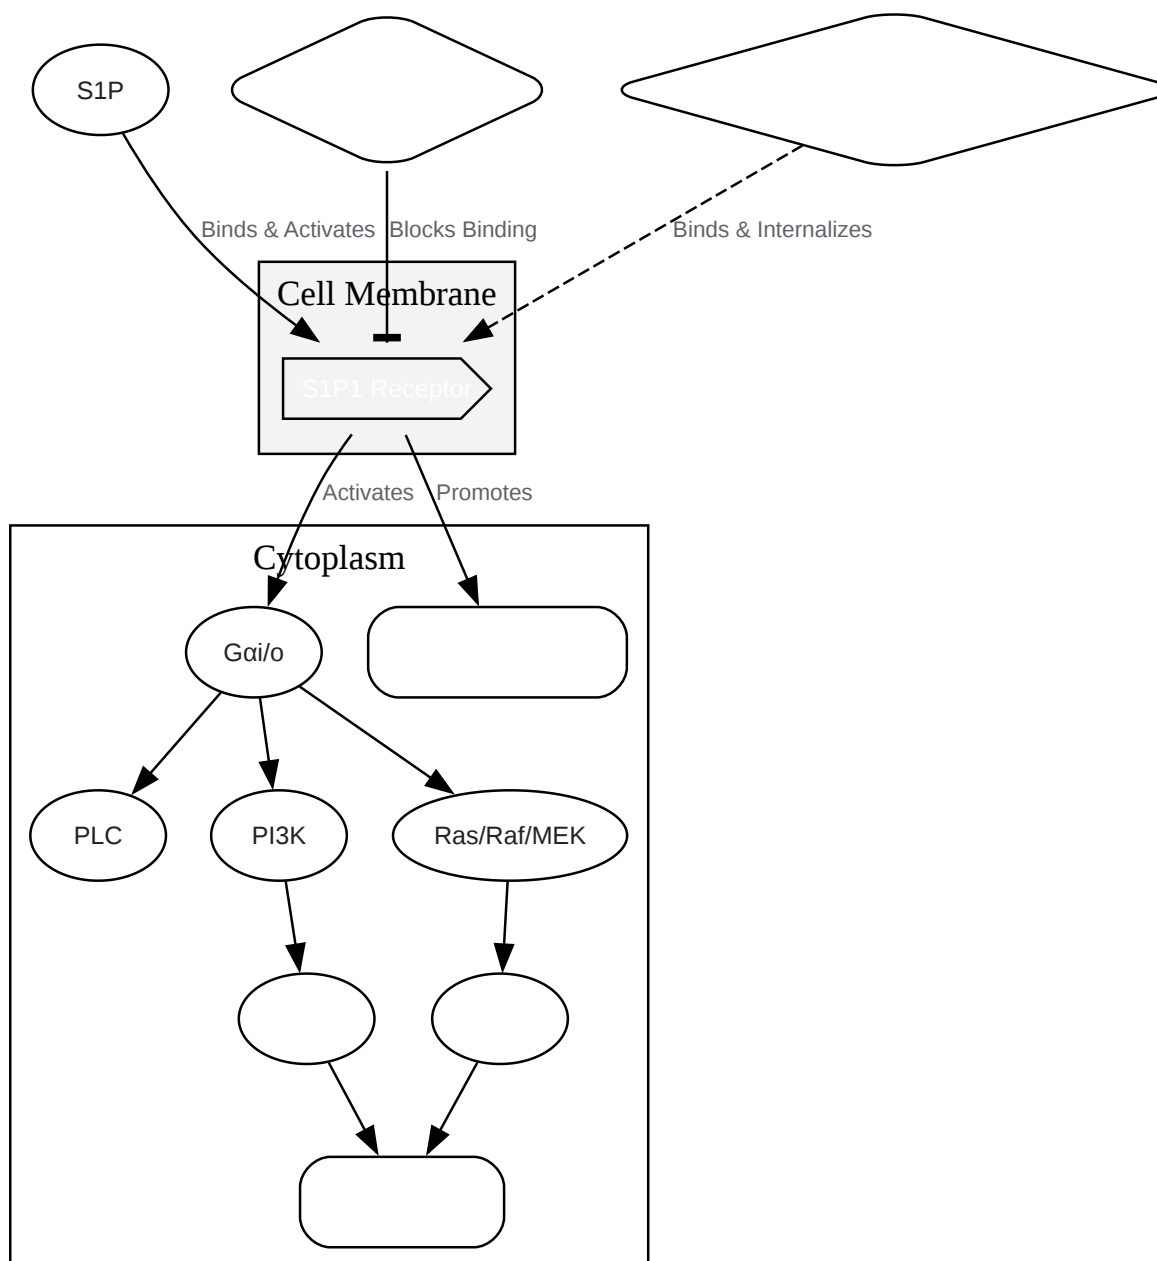 S1P
Binds & Activates
Blocks Binding
Binds & Internalizes
Cell Membrane
S1P1 Receptor
Activates
Promotes
Cytoplasm
Gαi/o
PLC
PI3K
Ras/Raf/MEK